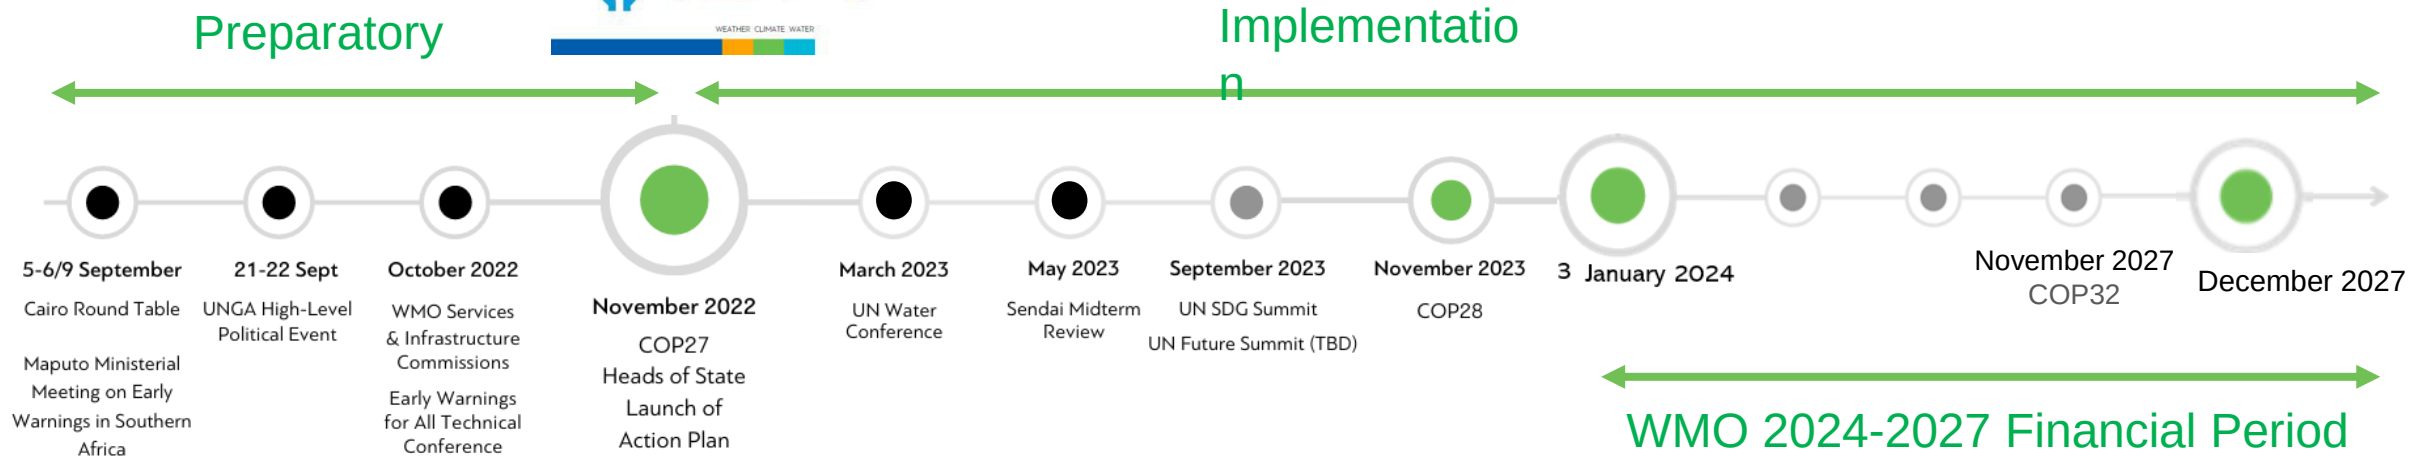 Preparatory
WEATHER CLIMATE WATER
Implementatio
n
5-6/9 September
Cairo Round Table
Maputo Ministerial
Meeting on Early
Warnings in Southern
Africa
21-22 Sept
UNGA High-Level
Political Event
October 2022
WMO Services
& Infrastructure
Commissions
Early Warnings
for All Technical
Conference
November 2022
COP27
Heads of State
Launch of
Action Plan
March 2023
UN Water
Conference
May 2023
Sendai Midterm
Review
September 2023
UN SDG Summit
UN Future Summit (TBD)
November 2023
COP28
3 January 2024
November 2027
COP32
December 2027
WMO 2024-2027 Financial Period